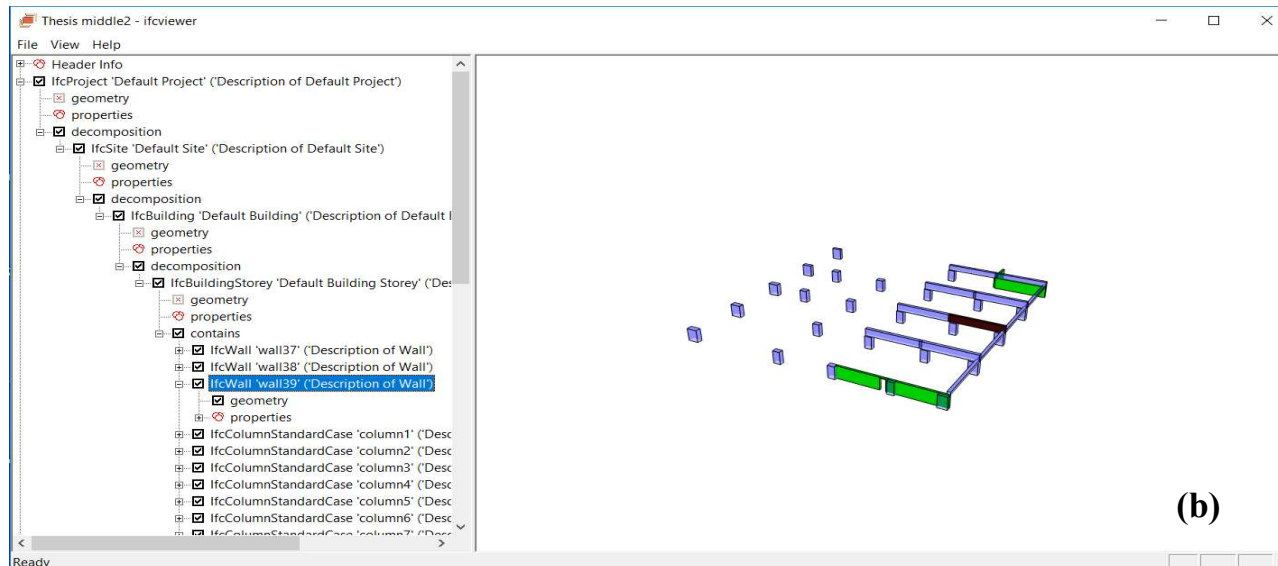 Thesis middle2 - ifcviewer
File View Help
Header Info
IfcProject 'Default Project' ('Description of Default Project')
geometry
properties
decomposition
IfcSite 'Default Site' ('Description of Default Site')
geometry
properties
decomposition
IfcBuilding 'Default Building' ('Description of Default
geometry
properties
decomposition
IfcBuildingStorey 'Default Building Storey' ('Des
geometry
properties
contains
IfcWall 'wall37' ('Description of Wall')
IfcWall 'wall38' ('Description of Wall')
IfcWall 'wall39' ('Description of Wall')
geometry
properties
IfcColumnStandardCase 'column1' ('Desc
IfcColumnStandardCase 'column2' ('Desc
IfcColumnStandardCase 'column3' ('Desc
IfcColumnStandardCase 'column4' ('Desc
IfcColumnStandardCase 'column5' ('Desc
IfcColumnStandardCase 'column6' ('Desc
IfcColumnStandardCase 'column7' ('Desc
(b)
Ready